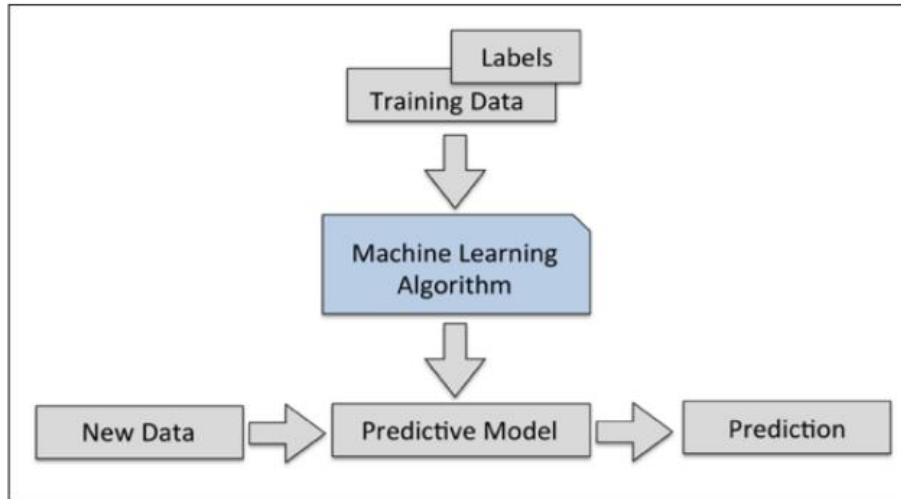 Labels
Training Data
Machine Learning
Algorithm
New Data
Predictive Model
Prediction